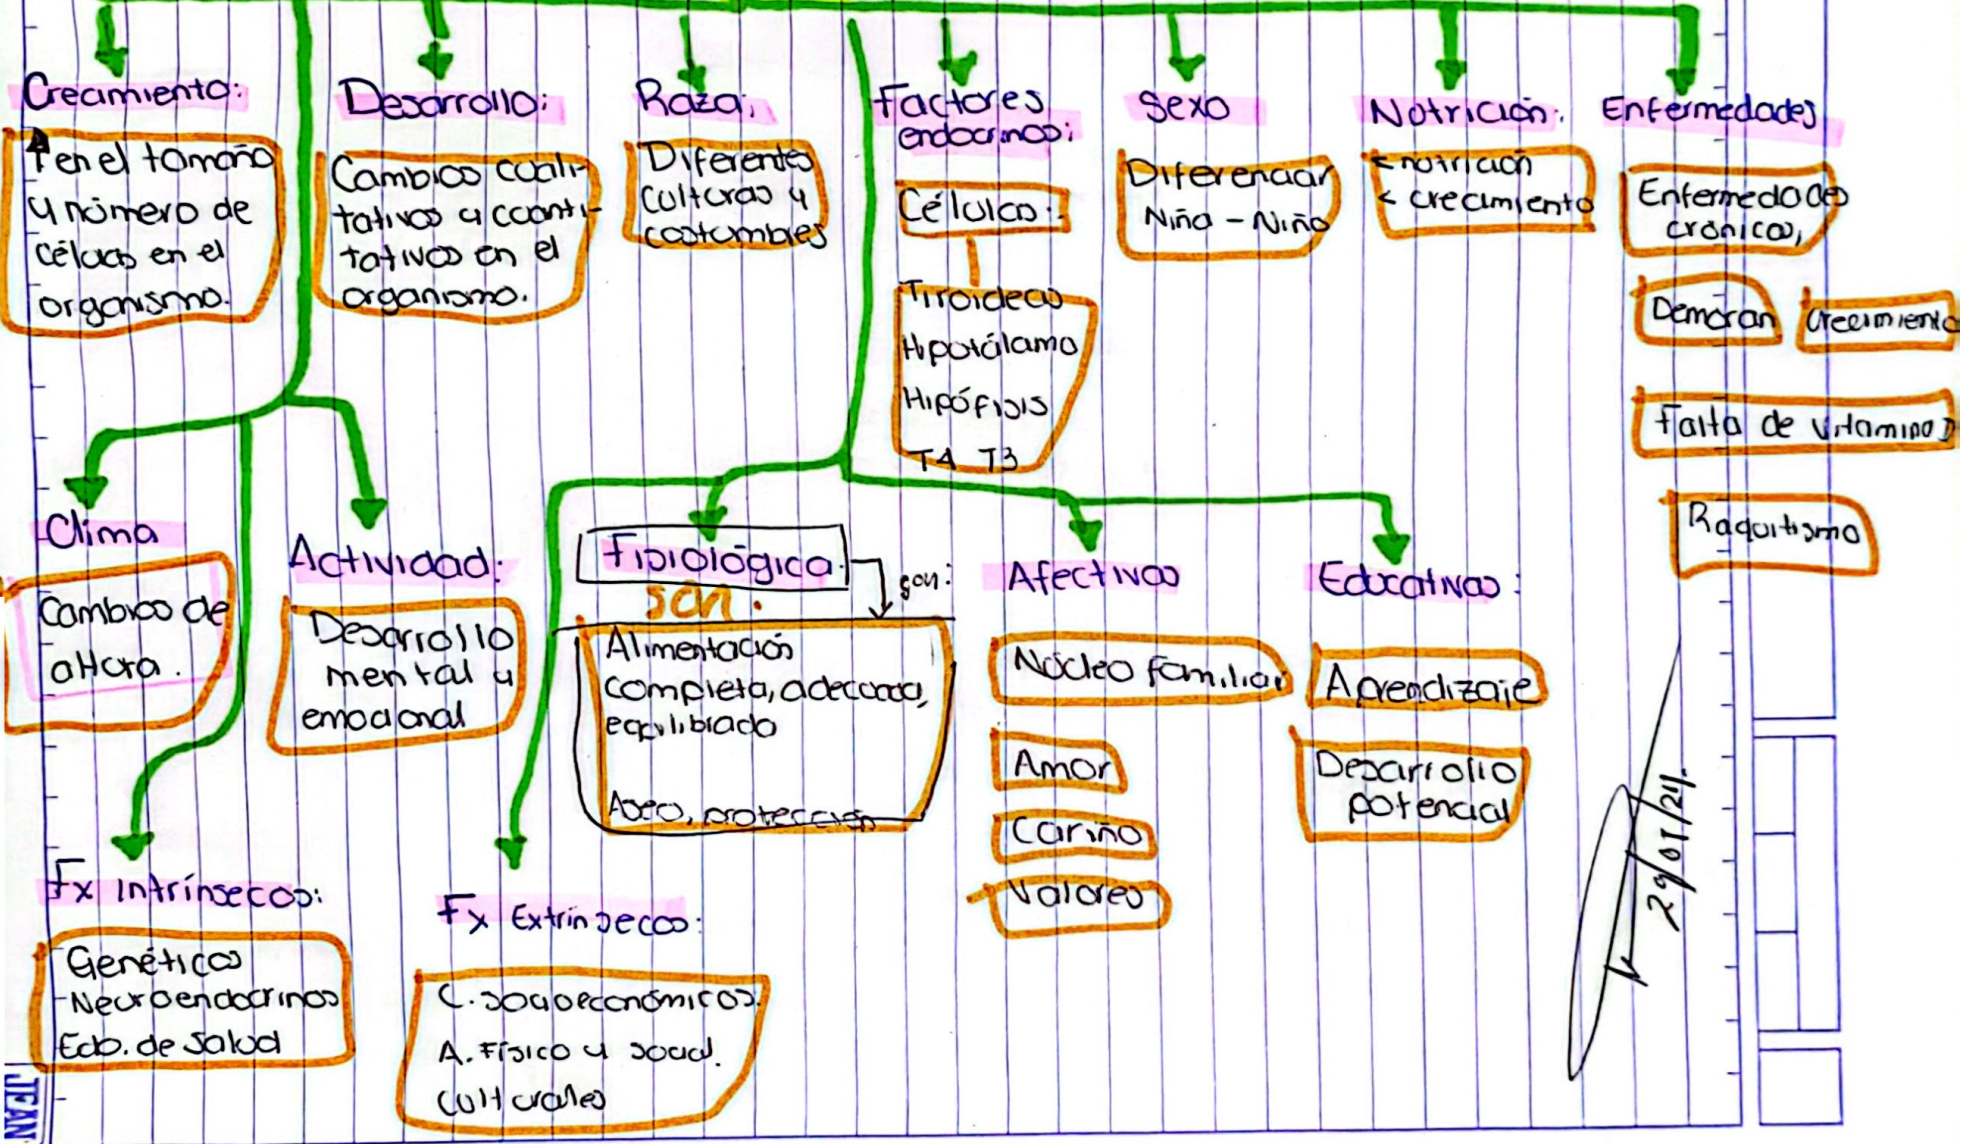 Crecimiento:
↑ en el tamaño
y número de
células en el
organismo.
Desarrollo:
Cambios cuali-
tativos y cuanti-
tativos en el
organismo.
Raza:
Diferentes
culturas y
costumbres
Factores
endocrinos:
Células:
Tiroideas
Hipotálamo
Hipófisis
T4 T3
Sexo
Diferenciar
Niña - Niño
Nutrición:
< nutrición
< crecimiento
Enfermedades
Enfermedades
crónicas,
Demoran
Crecimiento
Falta de vitamina D
Raquitismo
Clima
Cambios de
altura.
Actividad:
Desarrollo
mental y
emocional
Fisiológica:
son.
son:
Alimentación
completa, adecuada,
equilibrada
Aseo, protección
Afectivas
Núcleo familiar
Amor
Cariño
Valores
Educativas:
Aprendizaje
Desarrollo
potencial
Fx Intrínsecos:
Genéticos
-Neuroendocrinos
Edo. de Salud
Fx Extrínsecos:
C. socioeconómicos.
A. Físico y social.
Culturales
29/01/21.
JEAN